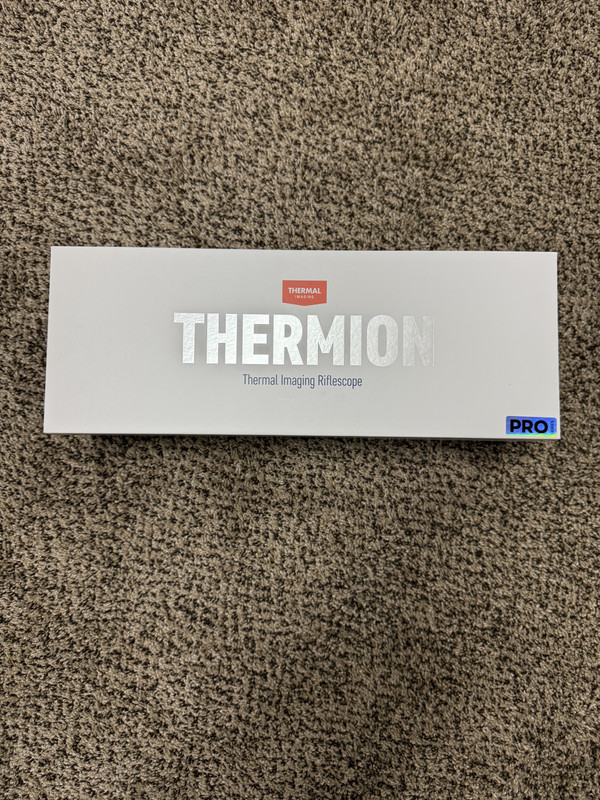 THERMAL
IMAGING
THERMION
Thermal Imaging Riflescope
PRO